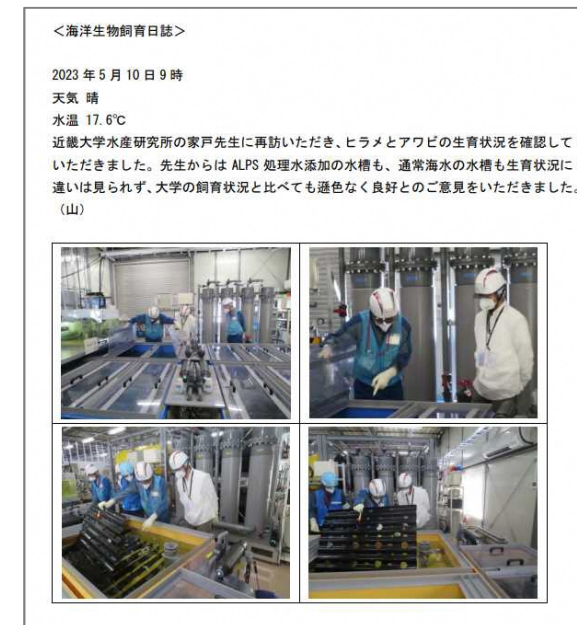 ＜海洋生物飼育日誌＞
2023 年 5 月 10 日 9 時
天気 晴
水温 17.6℃
近畿大学水産研究所の家戸先生に再訪いただき、ヒラメとアワビの生育状況を確認して
いただきました。先生からは ALPS 処理水添加の水槽も、通常海水の水槽も生育状況に
違いは見られず、大学の飼育状況と比べても遜色なく良好とのご意見をいただきました。
（山）